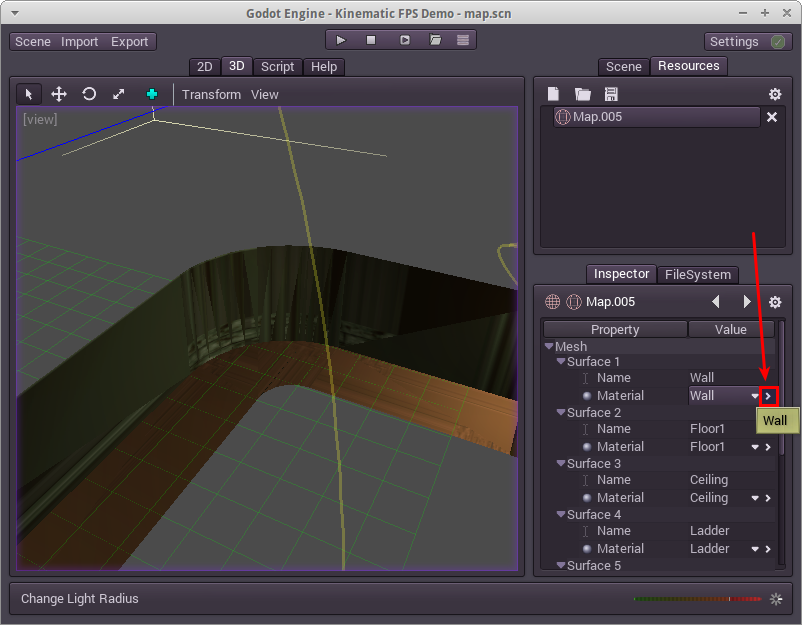 Godot Engine - Kinematic FPS Demo - map.scn
Scene Import Export
Settings
2D 3D Script Help
Scene Resources
Transform View
[view]
Map.005
Inspector FileSystem
Map.005
Property Value
Mesh
Surface 1
Name Wall
Material Wall
Wall
Surface 2
Name Floor1
Material Floor1
Surface 3
Name Ceiling
Material Ceiling
Surface 4
Name Ladder
Material Ladder
Surface 5
Change Light Radius